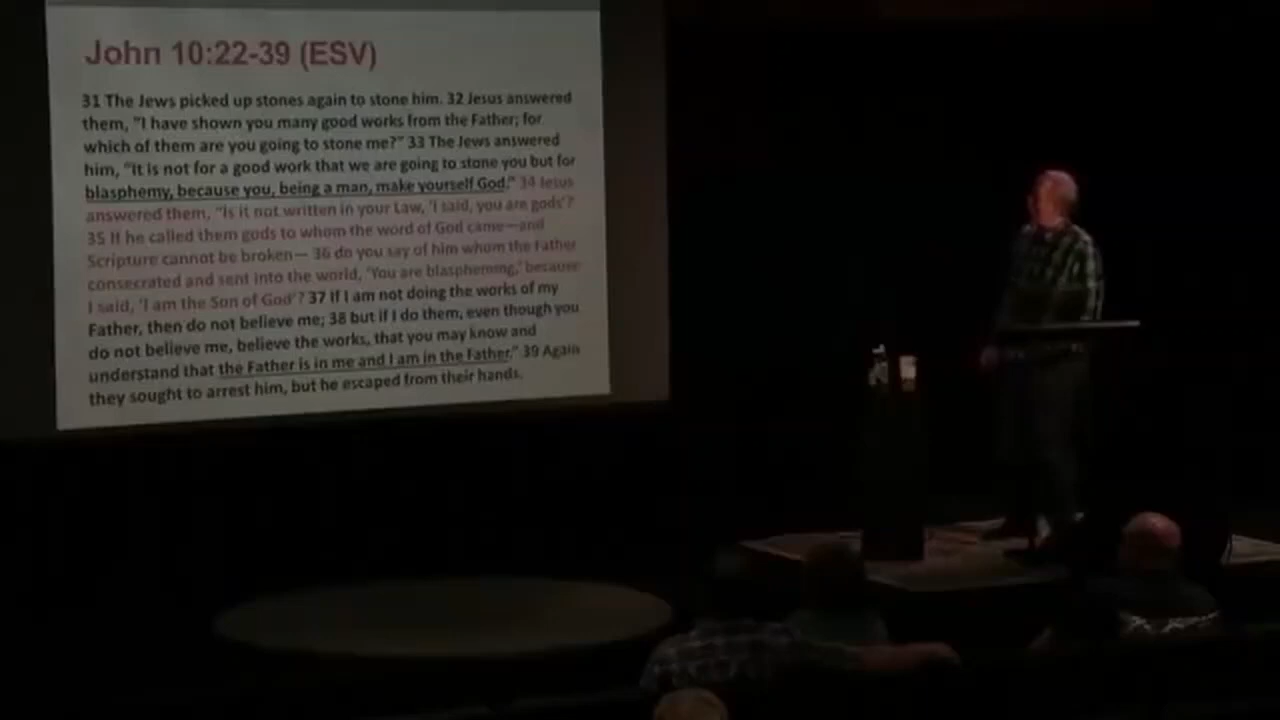 John 10:22-39 (ESV)
31 The Jews picked up stones again to stone him. 32 Jesus answered
them, "I have shown you many good works from the Father; for
which of them are you going to stone me?" 33 The Jews answered
him, "It is not for a good work that we are going to stone you but for
blasphemy, because you, being a man, make yourself God." 34 Jesus
answered them, "Is it not written in your Law, 'I said, you are gods'?
35 If he called them gods to whom the word of God came—and
Scripture cannot be broken— 36 do you say of him whom the Father
consecrated and sent into the world, 'You are blaspheming,' because
I said, 'I am the Son of God'? 37 If I am not doing the works of my
Father, then do not believe me; 38 but if I do them, even though you
do not believe me, believe the works, that you may know and
understand that the Father is in me and I am in the Father." 39 Again
they sought to arrest him, but he escaped from their hands.